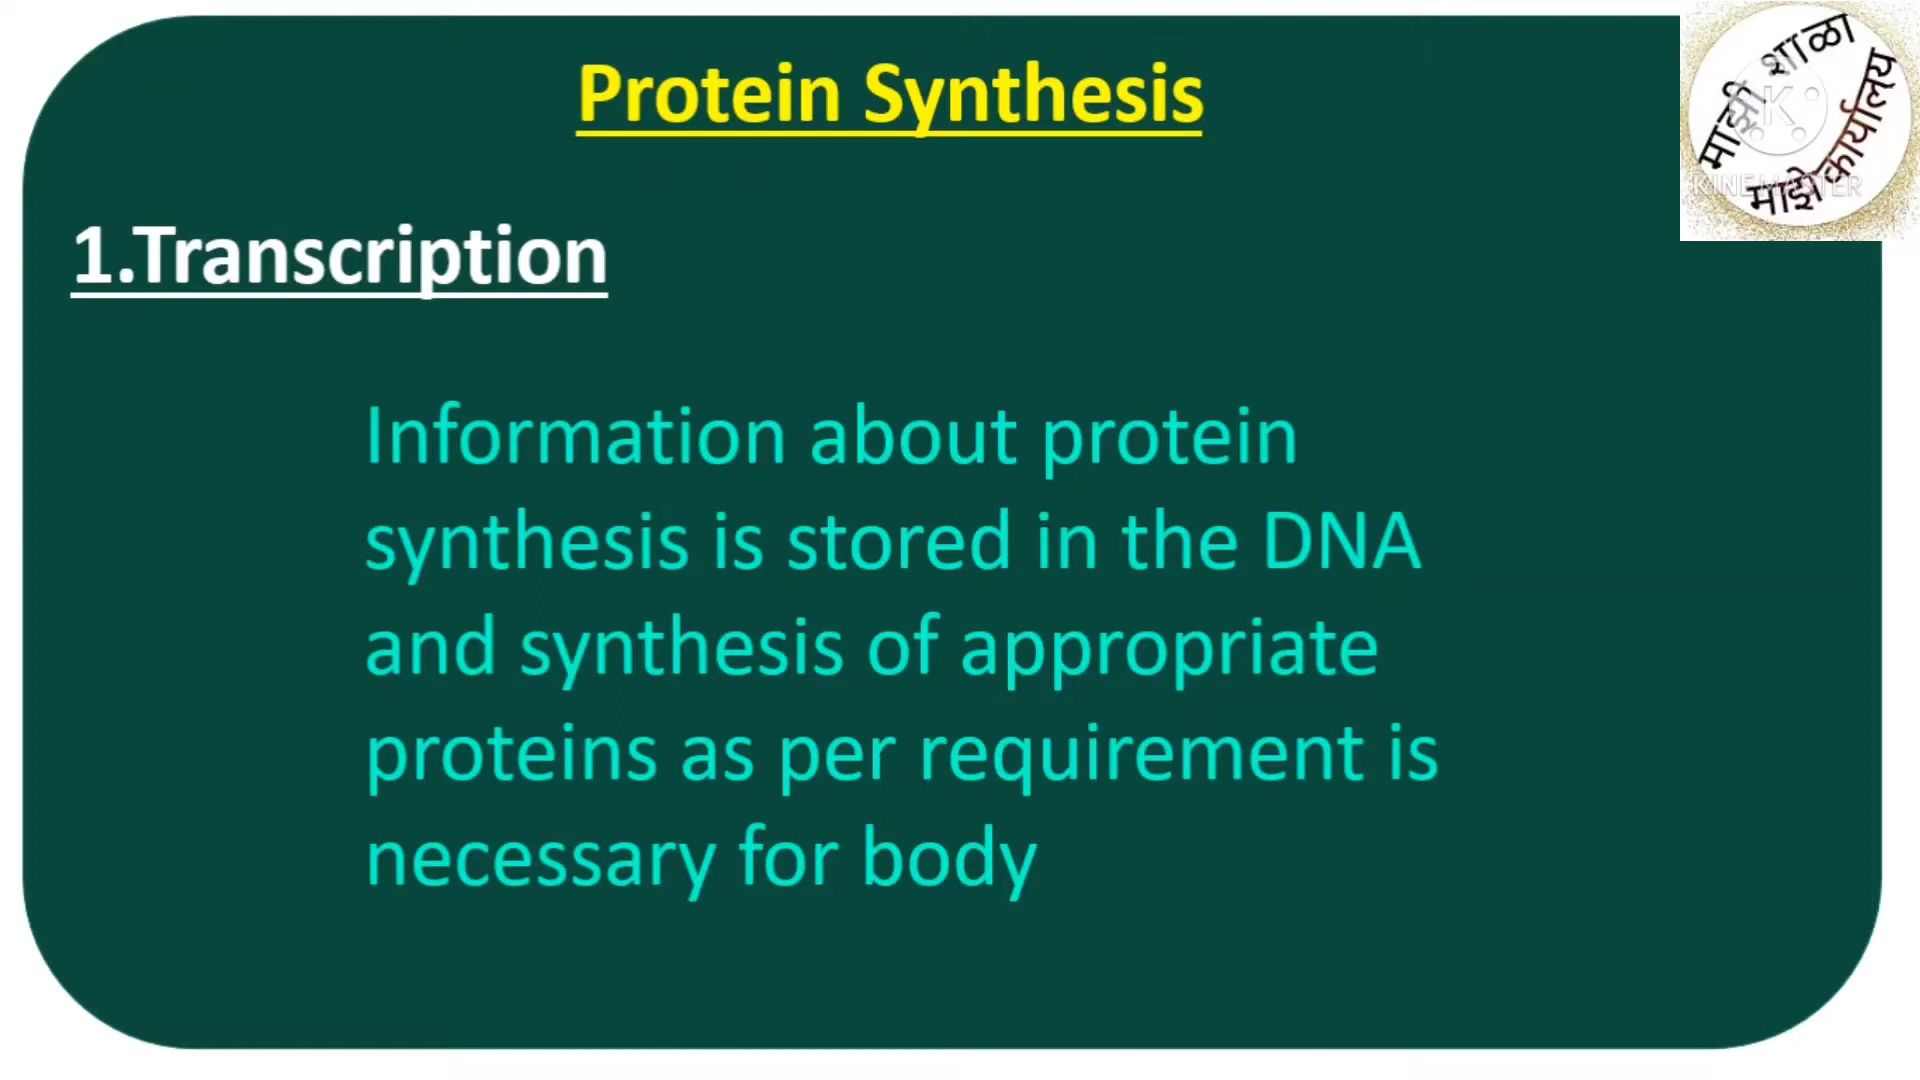 Protein Synthesis
माझी शाळा
माझे कार्यालय
K
KINEMASTER
1.Transcription
Information about protein
synthesis is stored in the DNA
and synthesis of appropriate
proteins as per requirement is
necessary for body